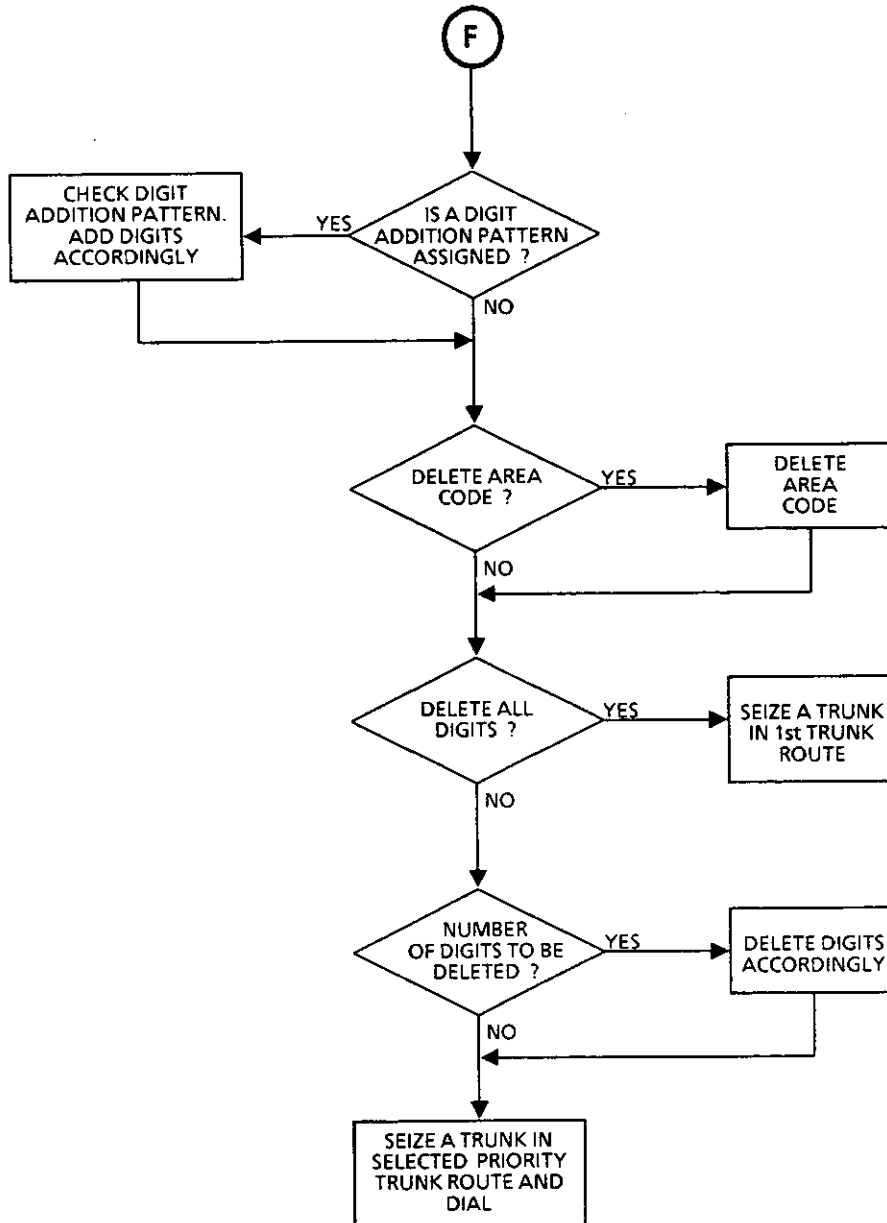 F
IS A DIGIT
ADDITION PATTERN
ASSIGNED ?
YES
CHECK DIGIT
ADDITION PATTERN.
ADD DIGITS
ACCORDINGLY
NO
DELETE AREA
CODE ?
YES
DELETE
AREA
CODE
NO
DELETE ALL
DIGITS ?
YES
SEIZE A TRUNK
IN 1st TRUNK
ROUTE
NO
NUMBER
OF DIGITS TO BE
DELETED ?
YES
DELETE DIGITS
ACCORDINGLY
NO
SEIZE A TRUNK IN
SELECTED PRIORITY
TRUNK ROUTE AND
DIAL